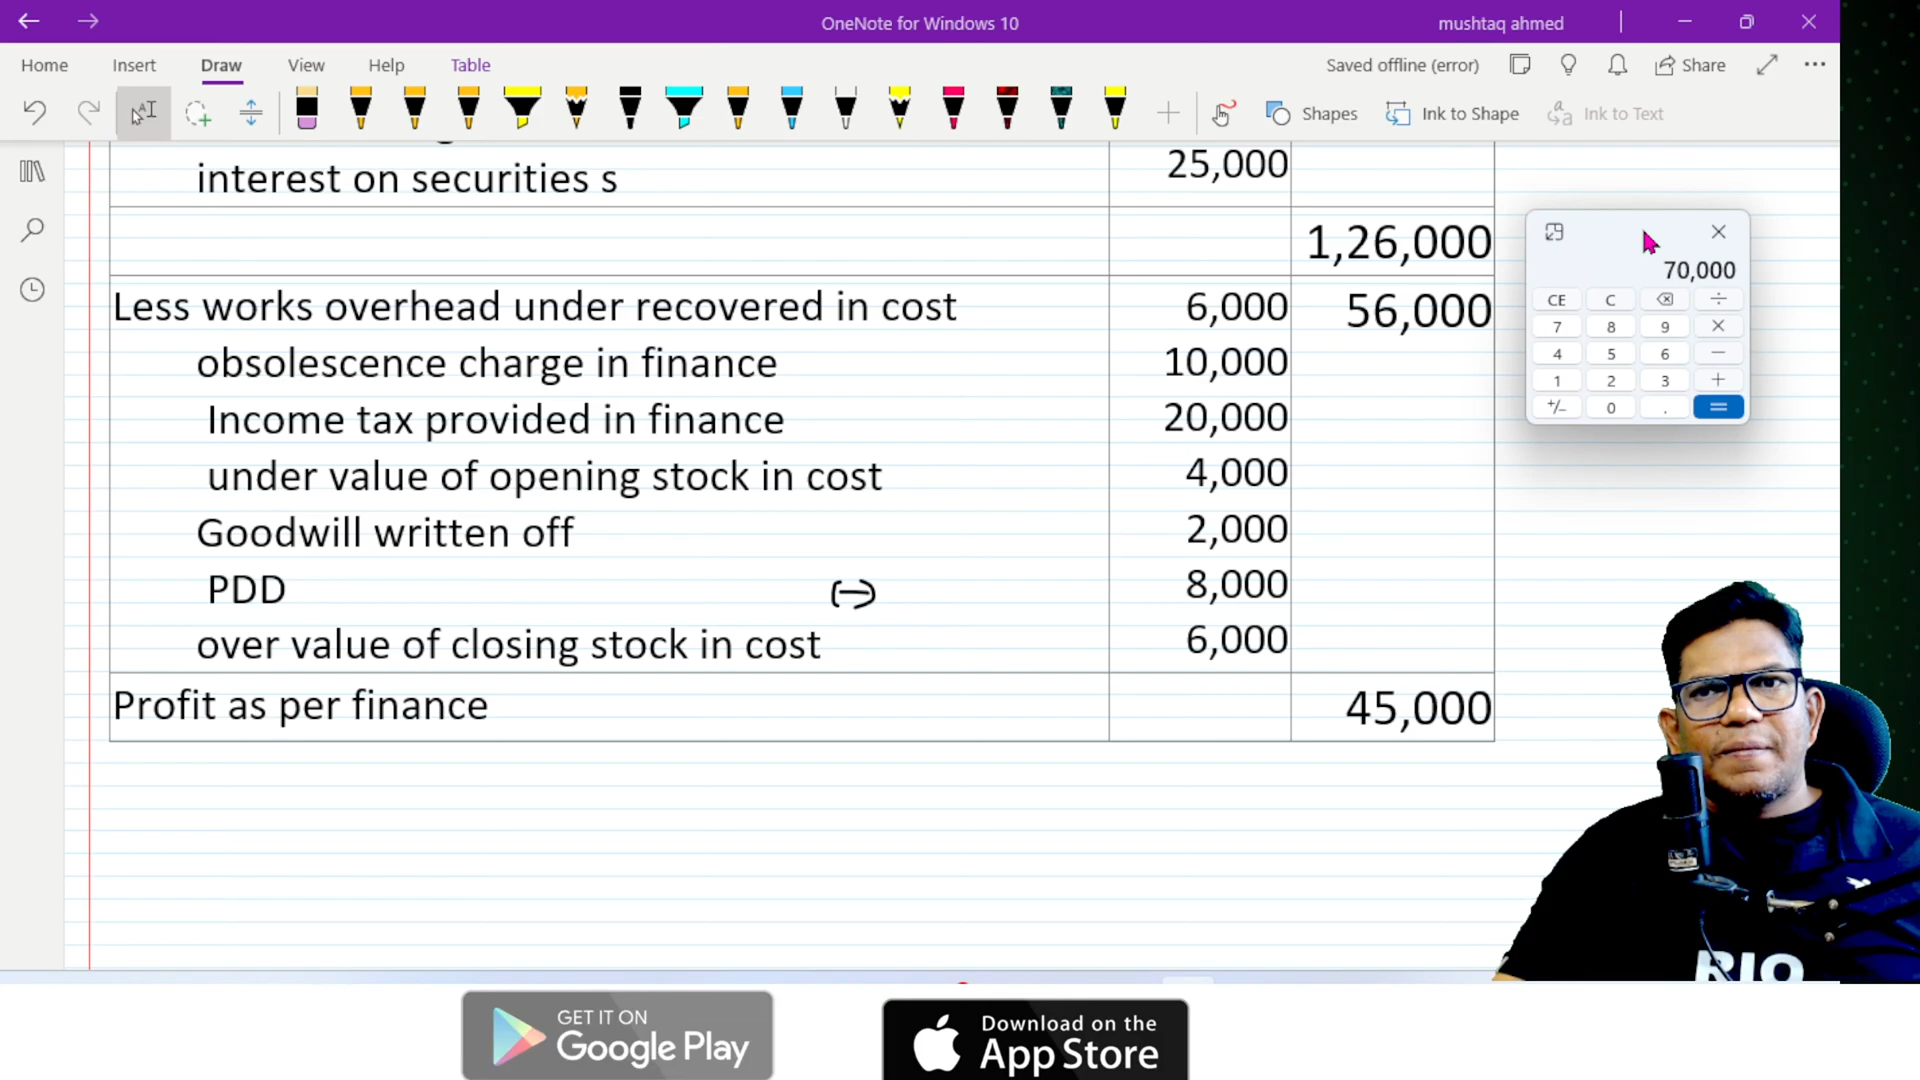 OneNote for Windows 10
mushtaq ahmed
Home Insert Draw View Help Table
Saved offline (error) Share
Shapes Ink to Shape Ink to Text
interest on securities s 25,000
1,26,000
Less works overhead under recovered in cost 6,000 56,000
obsolescence charge in finance 10,000
Income tax provided in finance 20,000
under value of opening stock in cost 4,000
Goodwill written off 2,000
PDD (-) 8,000
over value of closing stock in cost 6,000
Profit as per finance 45,000
70,000
CE C ⌫ ÷
7 8 9 ×
4 5 6 −
1 2 3 +
+/− 0 . =
RIO
GET IT ON
Google Play
Download on the
App Store